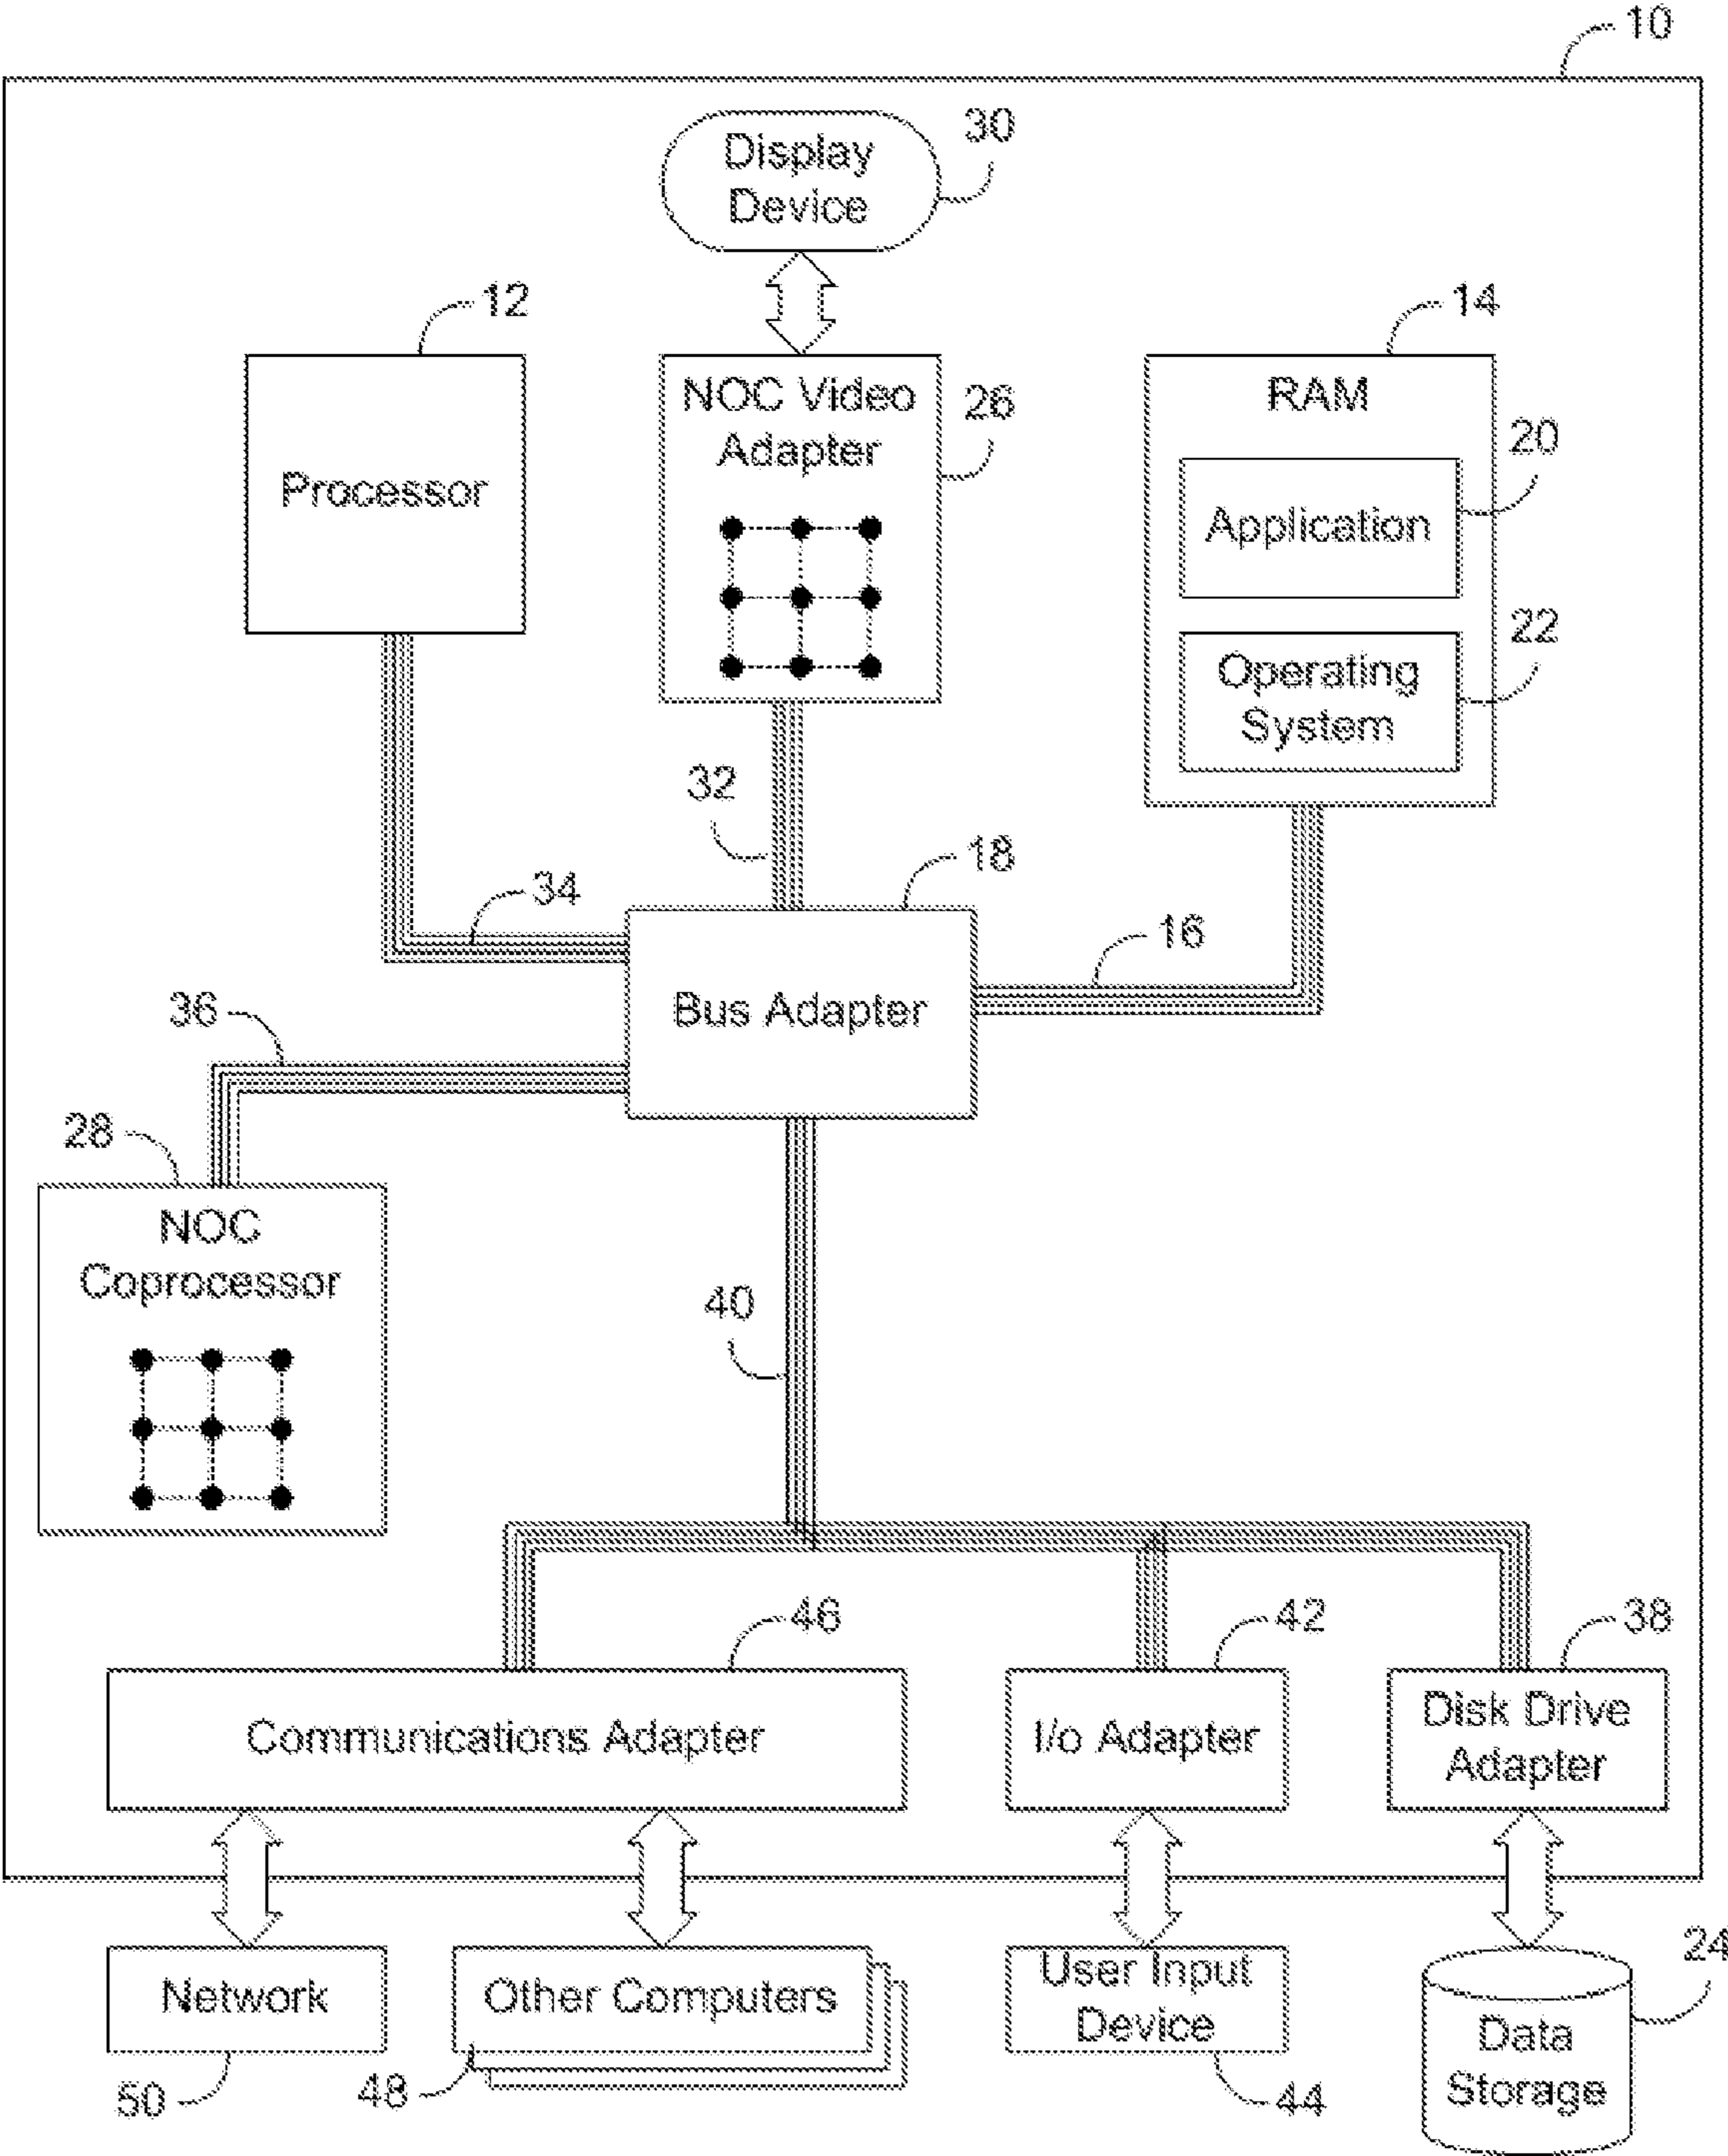 10
Display
Device
30
12
14
NOC Video
Adapter
26
RAM
20
Processor
Application
22
Operating
System
32
18
34
16
Bus Adapter
36
28
NOC
Coprocessor
40
46
42
38
Communications Adapter
I/o Adapter
Disk Drive
Adapter
24
Network
Other Computers
User Input
Device
Data
Storage
50
48
44